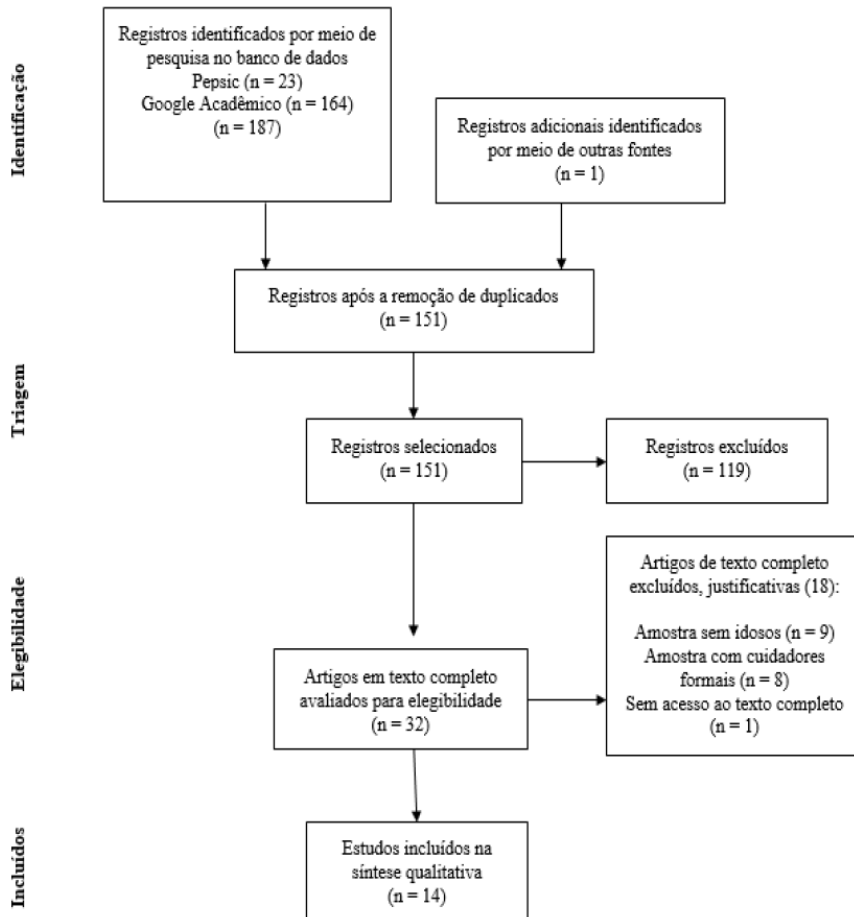 Identificação
Registros identificados por meio de
pesquisa no banco de dados
Pepsic (n = 23)
Google Acadêmico (n = 164)
(n = 187)
Registros adicionais identificados
por meio de outras fontes
(n = 1)
Registros após a remoção de duplicados
(n = 151)
Triagem
Registros selecionados
(n = 151)
Registros excluídos
(n = 119)
Elegibilidade
Artigos em texto completo
avaliados para elegibilidade
(n = 32)
Artigos de texto completo
excluídos, justificativas (18):
Amostra sem idosos (n = 9)
Amostra com cuidadores
formais (n = 8)
Sem acesso ao texto completo
(n = 1)
Incluídos
Estudos incluídos na
síntese qualitativa
(n = 14)